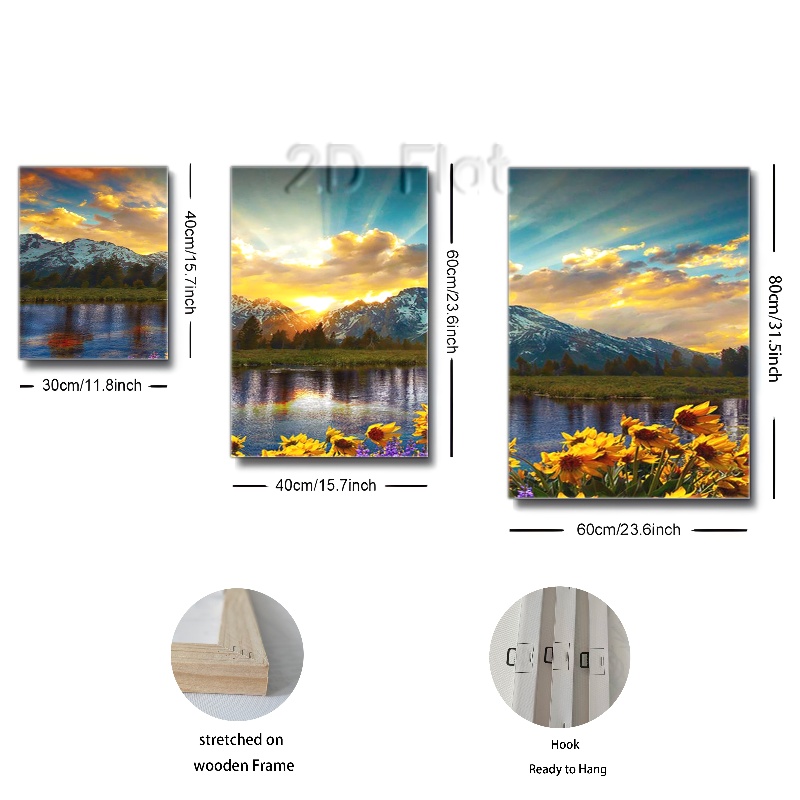 2D Flat
40cm/15.7inch
30cm/11.8inch
60cm/23.6inch
40cm/15.7inch
80cm/31.5inch
60cm/23.6inch
stretched on
wooden Frame
Hook
Ready to Hang